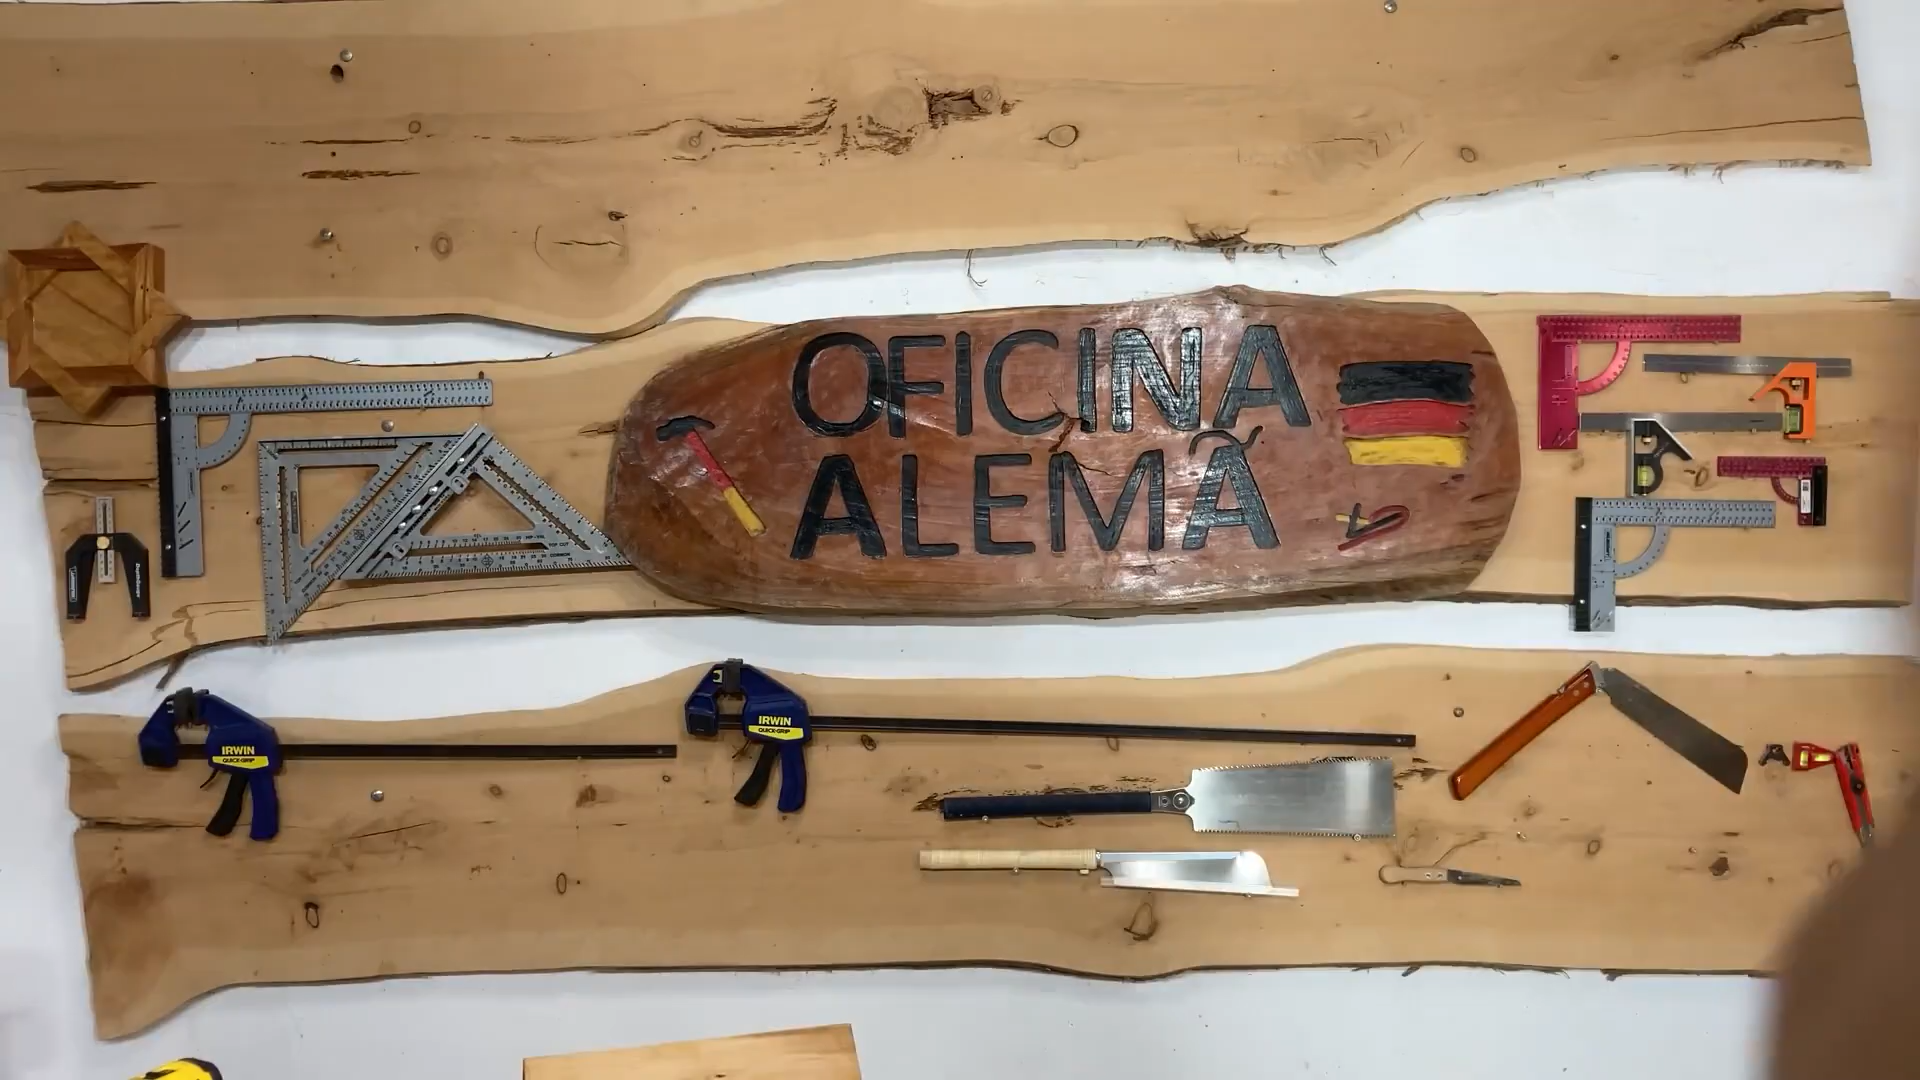 OFICINA
ALEMÃ
IRWIN
QUICK-GRIP
IRWIN
QUICK-GRIP